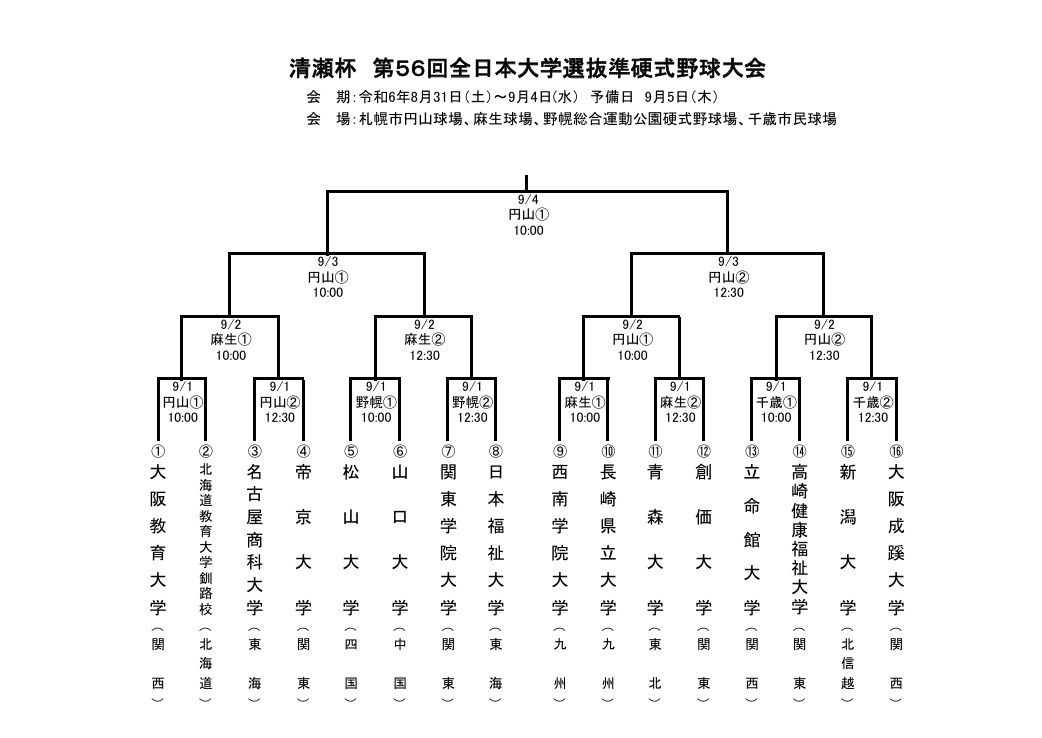 清瀬杯　第56回全日本大学選抜準硬式野球大会
会　期：令和6年8月31日（土）～9月4日（水）　予備日　9月5日（木）
会　場：札幌市円山球場、麻生球場、野幌総合運動公園硬式野球場、千歳市民球場
9/4
円山①
10:00
9/3
円山①
10:00
9/3
円山②
12:30
9/2
麻生①
10:00
9/2
麻生②
12:30
9/2
円山①
10:00
9/2
円山②
12:30
9/1
円山①
10:00
9/1
円山②
12:30
9/1
野幌①
10:00
9/1
野幌②
12:30
9/1
麻生①
10:00
9/1
麻生②
12:30
9/1
千歳①
10:00
9/1
千歳②
12:30
①大阪教育大学（関西）
②北海道教育大学釧路校（北海道）
③名古屋商科大学（東海）
④帝京大学（関東）
⑤松山大学（四国）
⑥山口大学（中国）
⑦関東学院大学（関東）
⑧日本福祉大学（東海）
⑨西南学院大学（九州）
⑩長崎県立大学（九州）
⑪青森大学（東北）
⑫創価大学（関東）
⑬立命館大学（関西）
⑭高崎健康福祉大学（関東）
⑮新潟大学（北信越）
⑯大阪成蹊大学（関西）